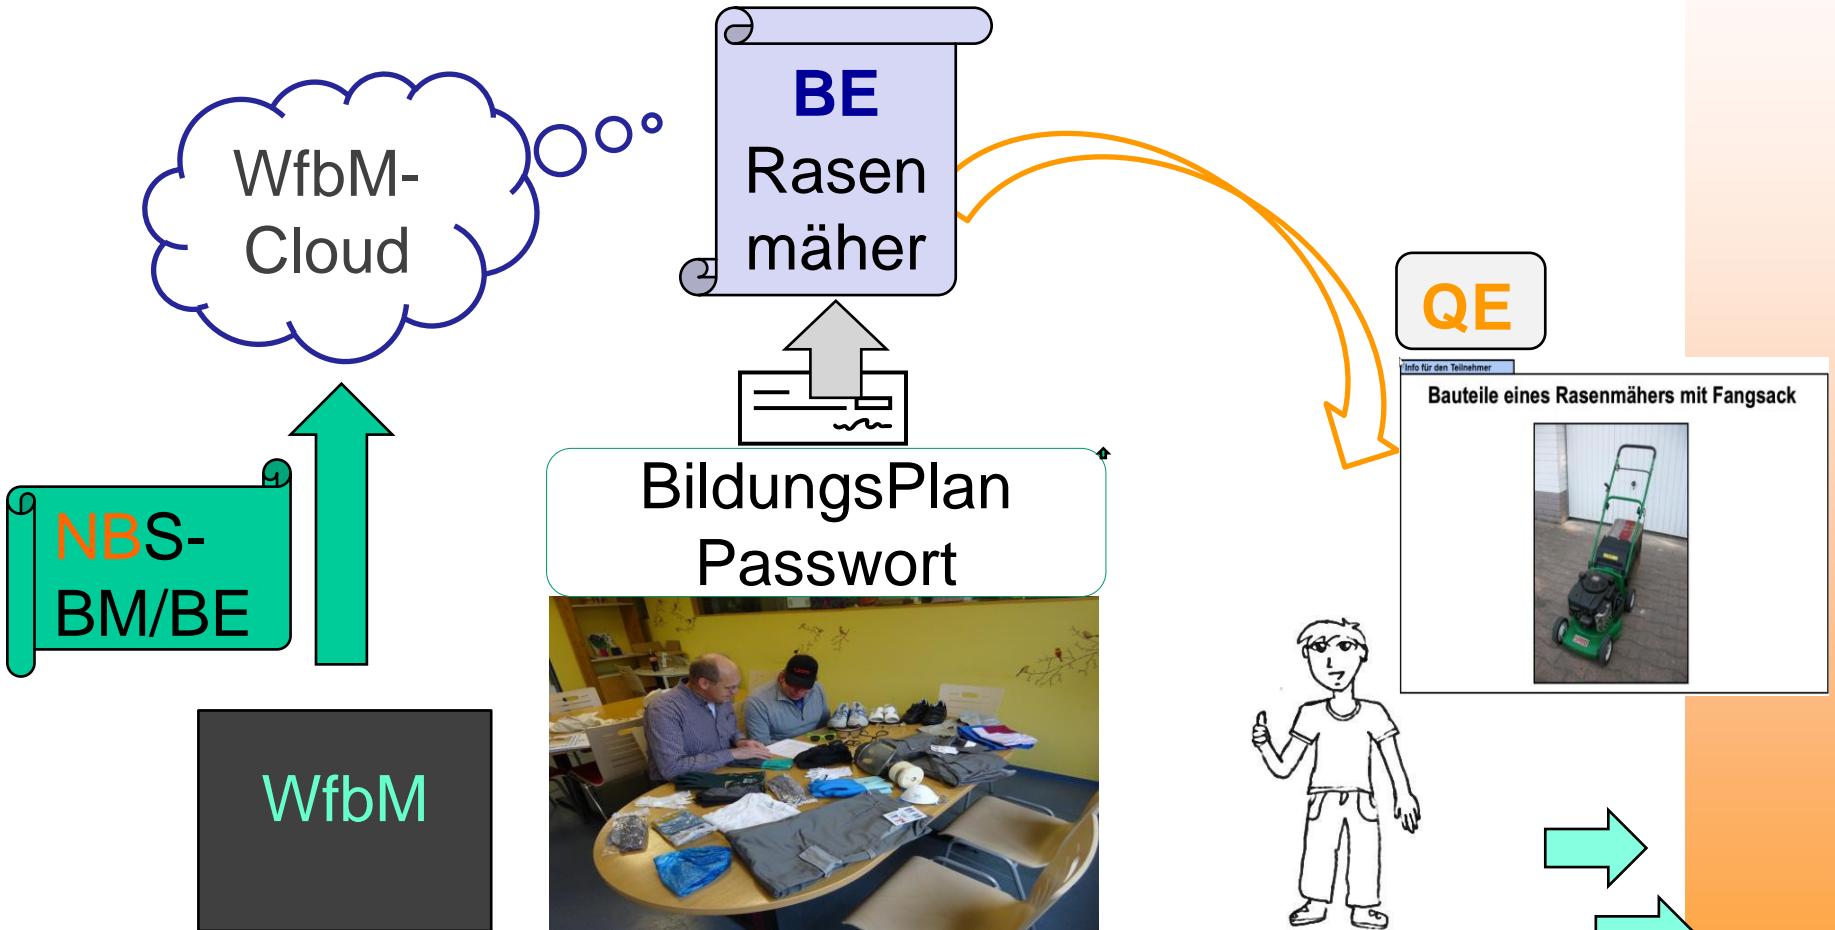 WfbM-
Cloud
BE
Rasen
mäher
QE
Info für den Teilnehmer
Bauteile eines Rasenmähers mit Fangsack
NBS-
BM/BE
BildungsPlan
Passwort
WfbM